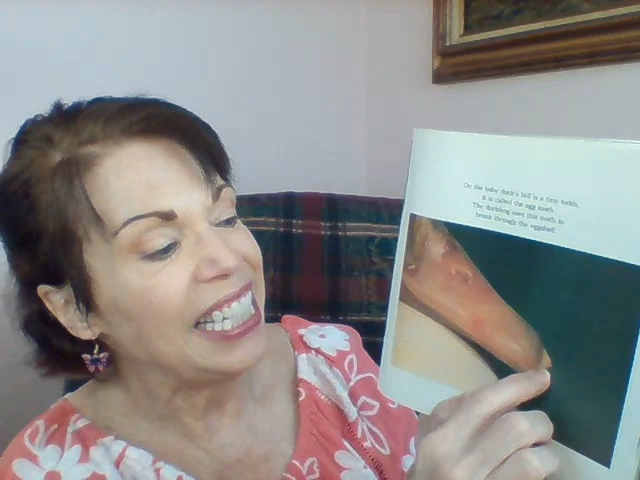 On the baby duck's bill is a tiny tooth.
It is called the egg tooth.
The duckling uses this tooth to
break through the eggshell.